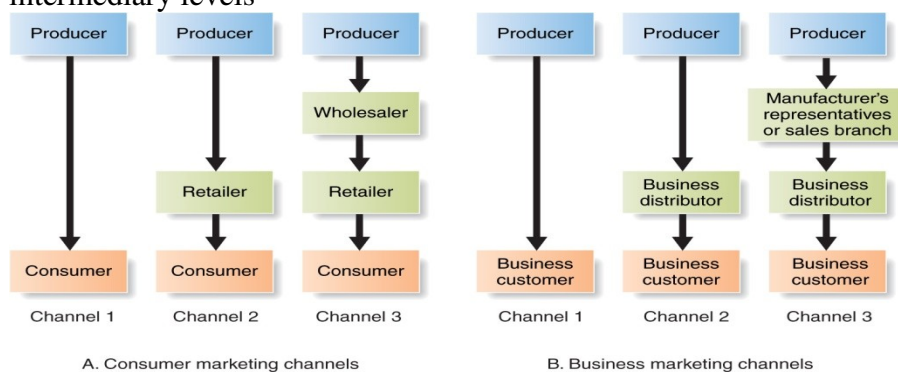 intermediary levels
Producer
Producer
Producer
Producer
Producer
Producer
Wholesaler
Manufacturer's
representatives
or sales branch
Retailer
Retailer
Business
distributor
Business
distributor
Consumer
Consumer
Consumer
Business
customer
Business
customer
Business
customer
Channel 1
Channel 2
Channel 3
Channel 1
Channel 2
Channel 3
A. Consumer marketing channels
B. Business marketing channels